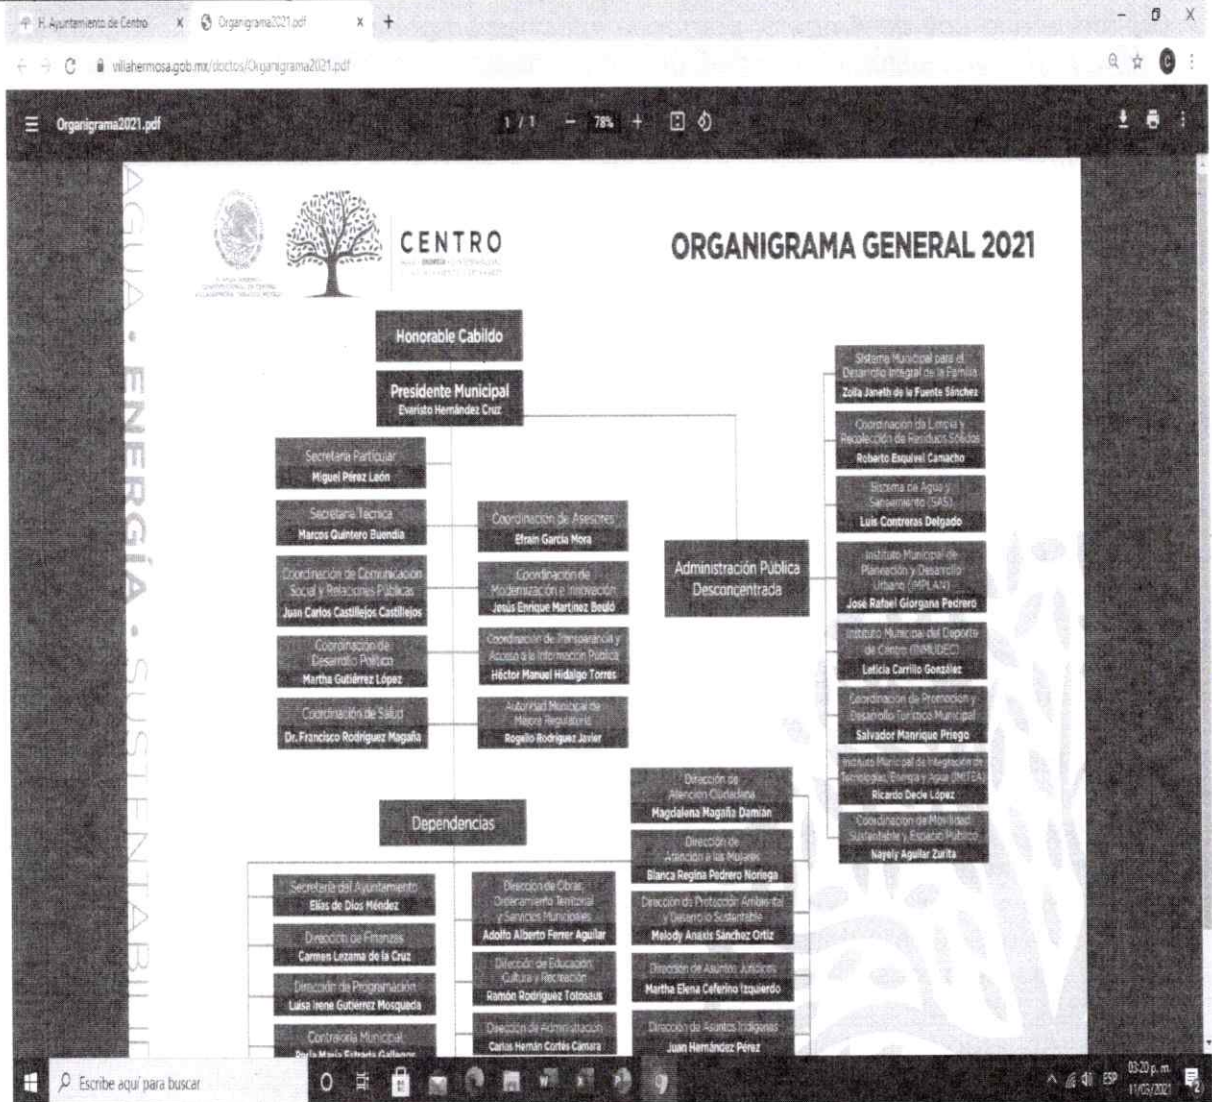 H. Ayuntamiento de Centro
Organigrama2021.pdf
villahermosa.gob.mx/doctos/Organigrama2021.pdf
Organigrama2021.pdf
1 / 1
78%
AGUA • ENERGÍA • SUSTENTABILI
CENTRO
ORGANIGRAMA GENERAL 2021
Honorable Cabildo
Presidente Municipal
Evaristo Hernández Cruz
Secretaría Particular
Miguel Pérez León
Secretaría Técnica
Marcos Quintero Buendía
Coordinación de Comunicación
Social y Relaciones Públicas
Juan Carlos Castillejos Castillejos
Coordinación de
Desarrollo Político
Martha Gutiérrez López
Coordinación de Salud
Dr. Francisco Rodríguez Magaña
Coordinación de Asesores
Efraín García Mora
Coordinación de
Modernización e Innovación
Jesús Enrique Martínez Beuló
Coordinación de Transparencia y
Acceso a la Información Pública
Héctor Manuel Hidalgo Torres
Autoridad Municipal de
Mejora Regulatoria
Rogelio Rodríguez Javier
Administración Pública
Desconcentrada
Sistema Municipal para el
Desarrollo Integral de la Familia
Zoila Janeth de la Fuente Sánchez
Coordinación de Limpia y
Recolección de Residuos Sólidos
Roberto Esquivel Camacho
Sistema de Agua y
Saneamiento (SAS)
Luis Contreras Delgado
Instituto Municipal de
Planeación y Desarrollo
Urbano (IMPLAN)
José Rafael Giorgana Pedrero
Instituto Municipal del Deporte
de Centro (INMUDEC)
Leticia Carrillo González
Coordinación de Promoción y
Desarrollo Turístico Municipal
Salvador Manrique Priego
Instituto Municipal de Integración de
Tecnologías, Energía y Agua (IMITEA)
Ricardo Decle López
Coordinación de Movilidad
Sustentable y Espacio Público
Nayely Aguilar Zurita
Dependencias
Secretaría del Ayuntamiento
Elías de Dios Méndez
Dirección de Finanzas
Carmen Lezama de la Cruz
Dirección de Programación
Luisa Irene Gutiérrez Mosqueda
Contraloría Municipal
Perla María Estrada Gallegos
Dirección de Obras,
Ordenamiento Territorial
y Servicios Municipales
Adolfo Alberto Ferrer Aguilar
Dirección de Educación,
Cultura y Recreación
Ramón Rodríguez Totosaus
Dirección de Administración
Carlos Hernán Cortés Cámara
Dirección de
Atención Ciudadana
Magdalena Magaña Damián
Dirección de
Atención a las Mujeres
Blanca Regina Pedrero Noriega
Dirección de Protección Ambiental
y Desarrollo Sustentable
Melody Anaxis Sánchez Ortiz
Dirección de Asuntos Jurídicos
Martha Elena Ceferino Izquierdo
Dirección de Asuntos Indígenas
Juan Hernández Pérez
Escribe aquí para buscar
ESP
03:20 p. m.
11/03/2021